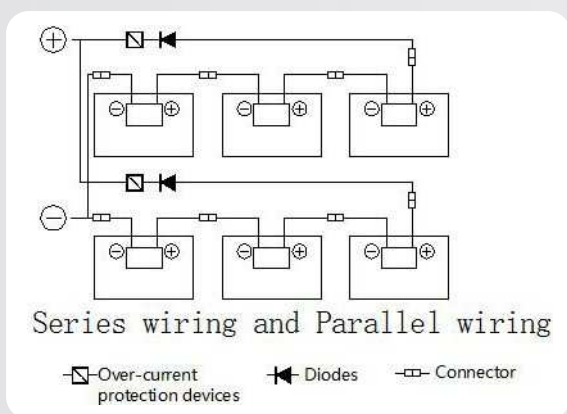 Series wiring and Parallel wiring
Over-current
protection devices
Diodes
Connector